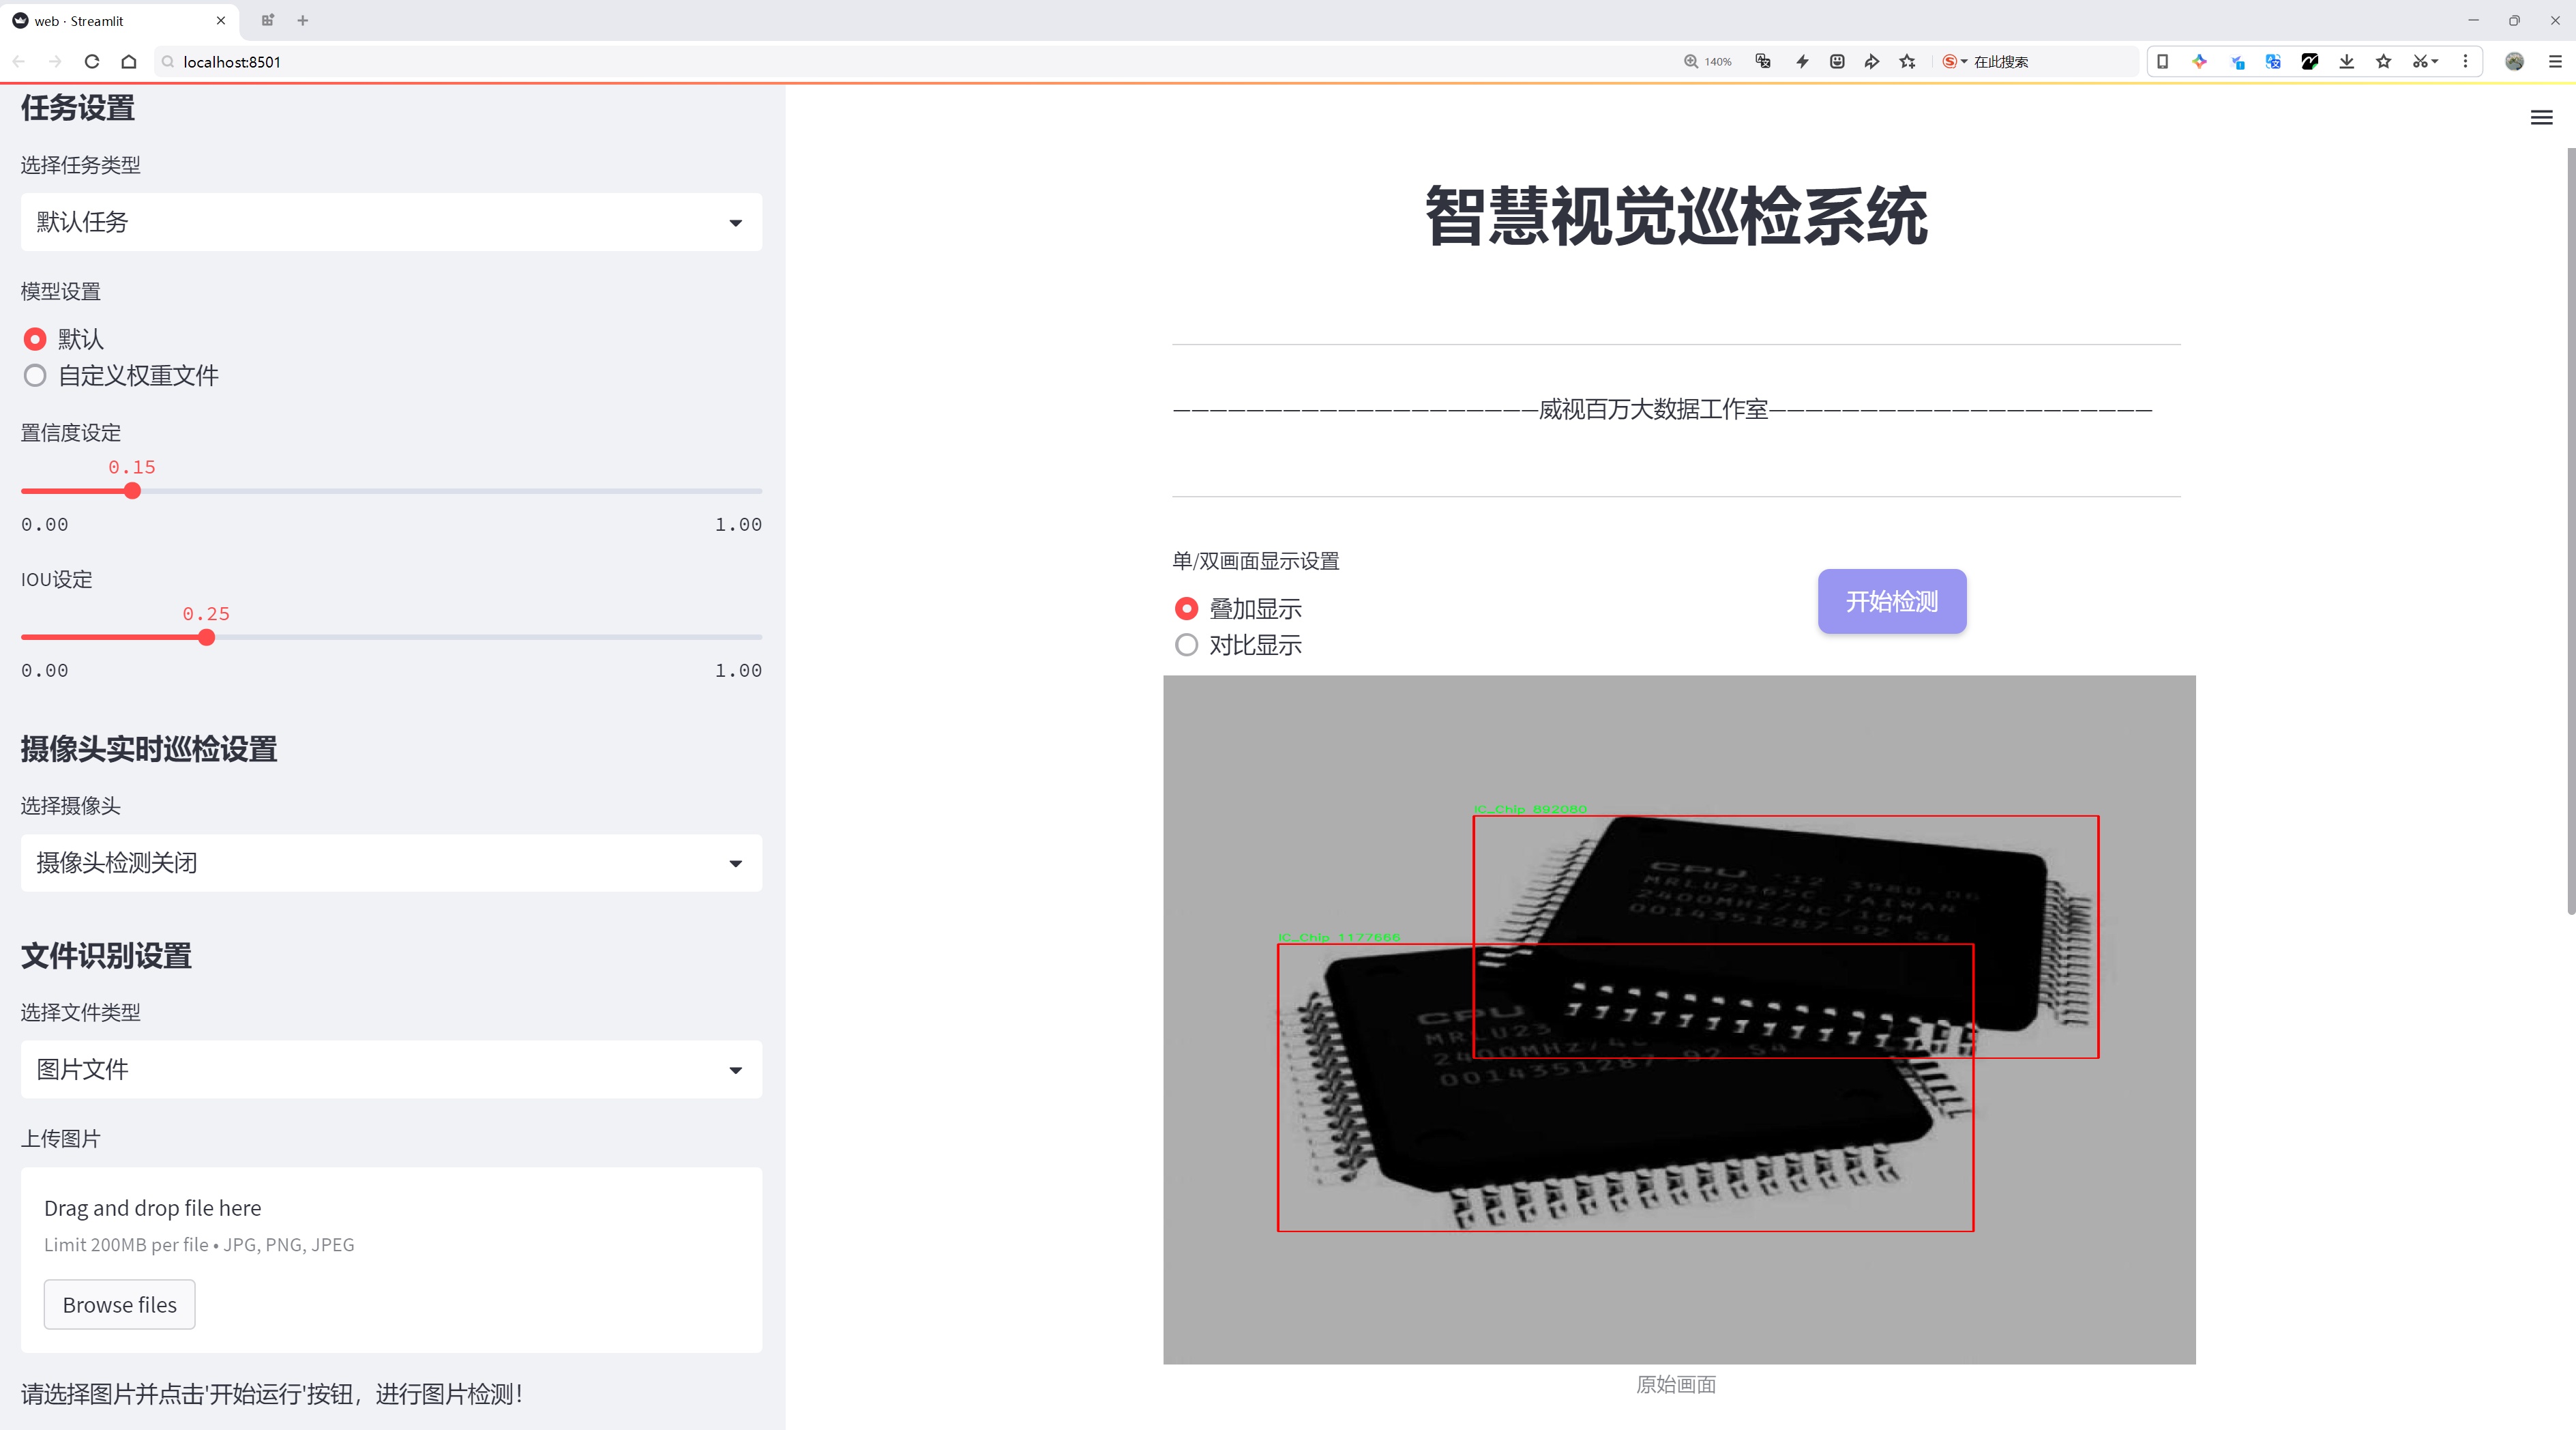 web · Streamlit
localhost:8501
140%
在此搜索
任务设置
选择任务类型
默认任务
模型设置
默认
自定义权重文件
置信度设定
0.15
0.00
1.00
IOU设定
0.25
0.00
1.00
摄像头实时巡检设置
选择摄像头
摄像头检测关闭
文件识别设置
选择文件类型
图片文件
上传图片
Drag and drop file here
Limit 200MB per file • JPG, PNG, JPEG
Browse files
请选择图片并点击'开始运行'按钮，进行图片检测！
智慧视觉巡检系统
—————————————————————威视百万大数据工作室——————————————————————
单/双画面显示设置
叠加显示
对比显示
开始检测
IC_Chip 892080
CPU -12 3980-D6
MRLU2365C TAIWAN
2400MHZ/4C/16M
0014351287-92 54
IC_Chip 1177666
CPU
MRLU23
2400MHZ/4C
0014351287 92 54
原始画面